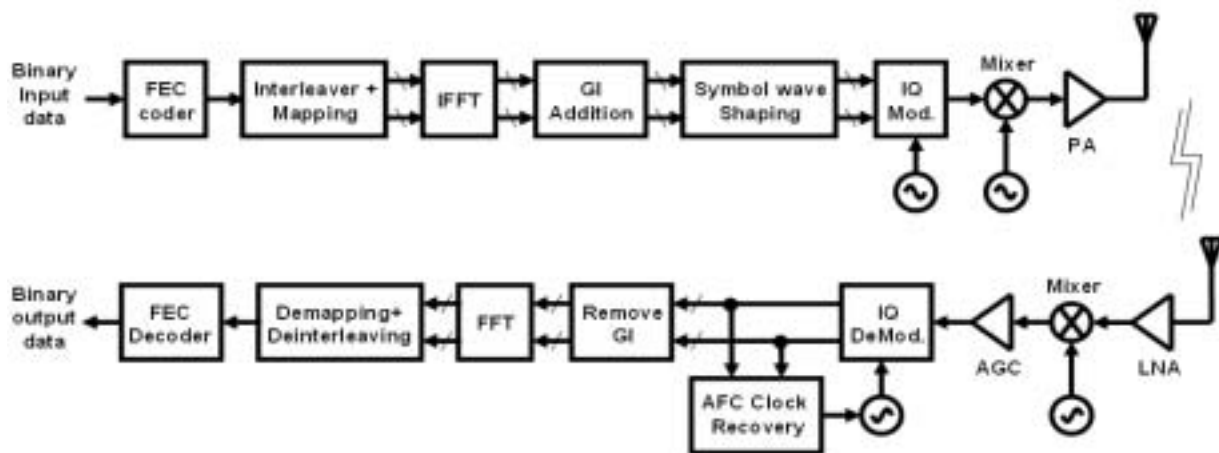 Binary
Input
data
FEC
coder
Interleaver +
Mapping
IFFT
GI
Addition
Symbol wave
Shaping
IQ
Mod.
Mixer
PA
Binary
output
data
FEC
Decoder
Demapping+
Deinterleaving
FFT
Remove
GI
IQ
DeMod.
AGC
Mixer
LNA
AFC Clock
Recovery